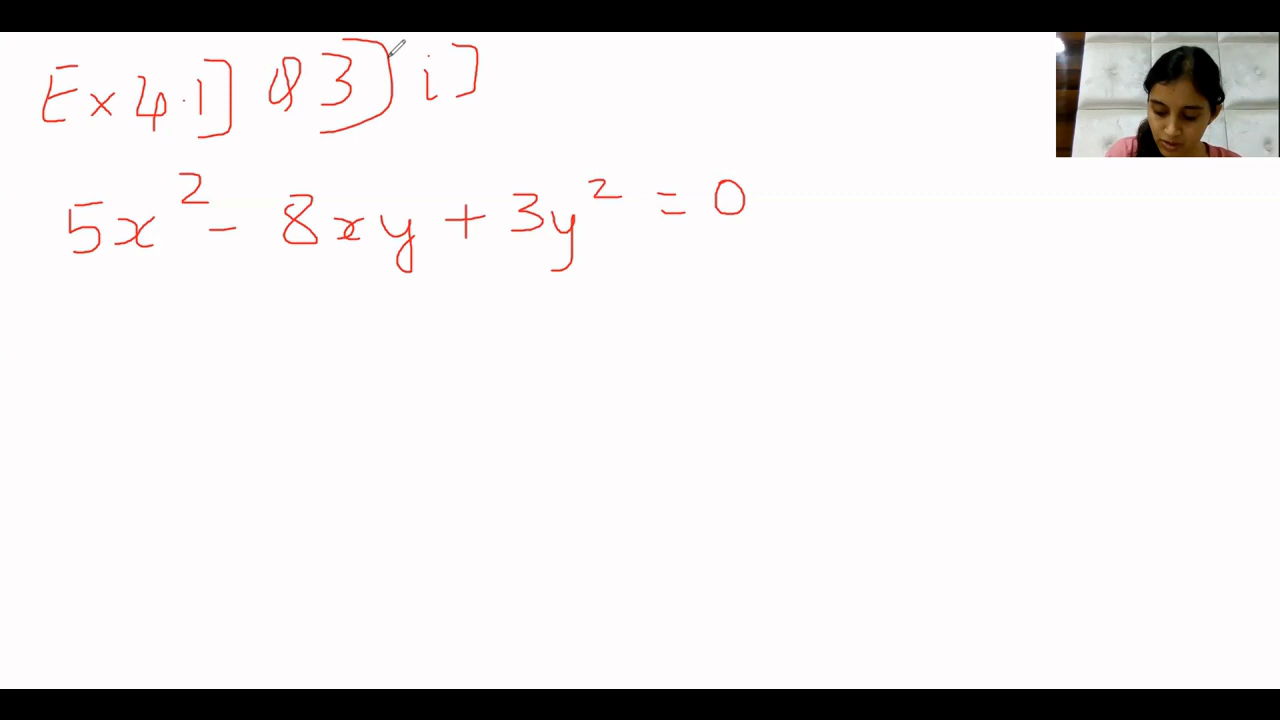 Ex 4.1] Q3) i]
5x² - 8xy + 3y² = 0